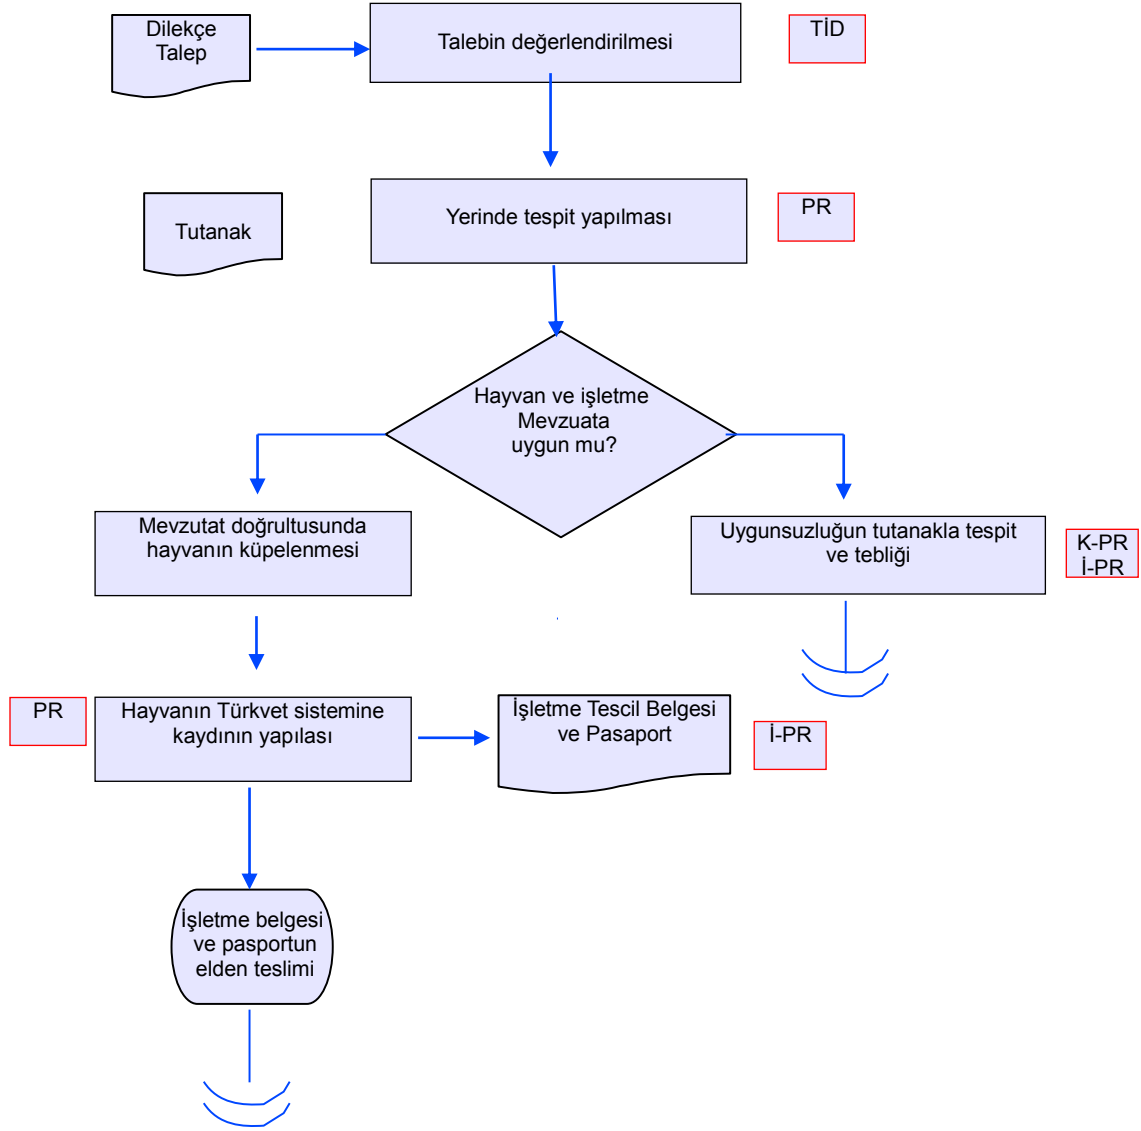 Dilekçe
Talep
Talebin değerlendirilmesi
TİD
Tutanak
Yerinde tespit yapılması
PR
Hayvan ve işletme
Mevzuata
uygun mu?
Mevzutat doğrultusunda
hayvanın küpelenmesi
Uygunsuzluğun tutanakla tespit
ve tebliği
K-PR
İ-PR
PR
Hayvanın Türkvet sistemine
kaydının yapılası
İşletme Tescil Belgesi
ve Pasaport
İ-PR
İşletme belgesi
ve pasportun
elden teslimi